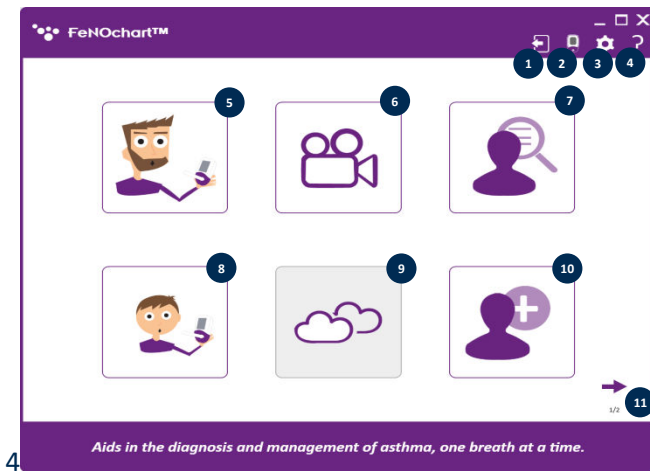 FeNOchart™
?
1 2 3 4
5 6 7
8 9 10
11
1/2
4
Aids in the diagnosis and management of asthma, one breath at a time.